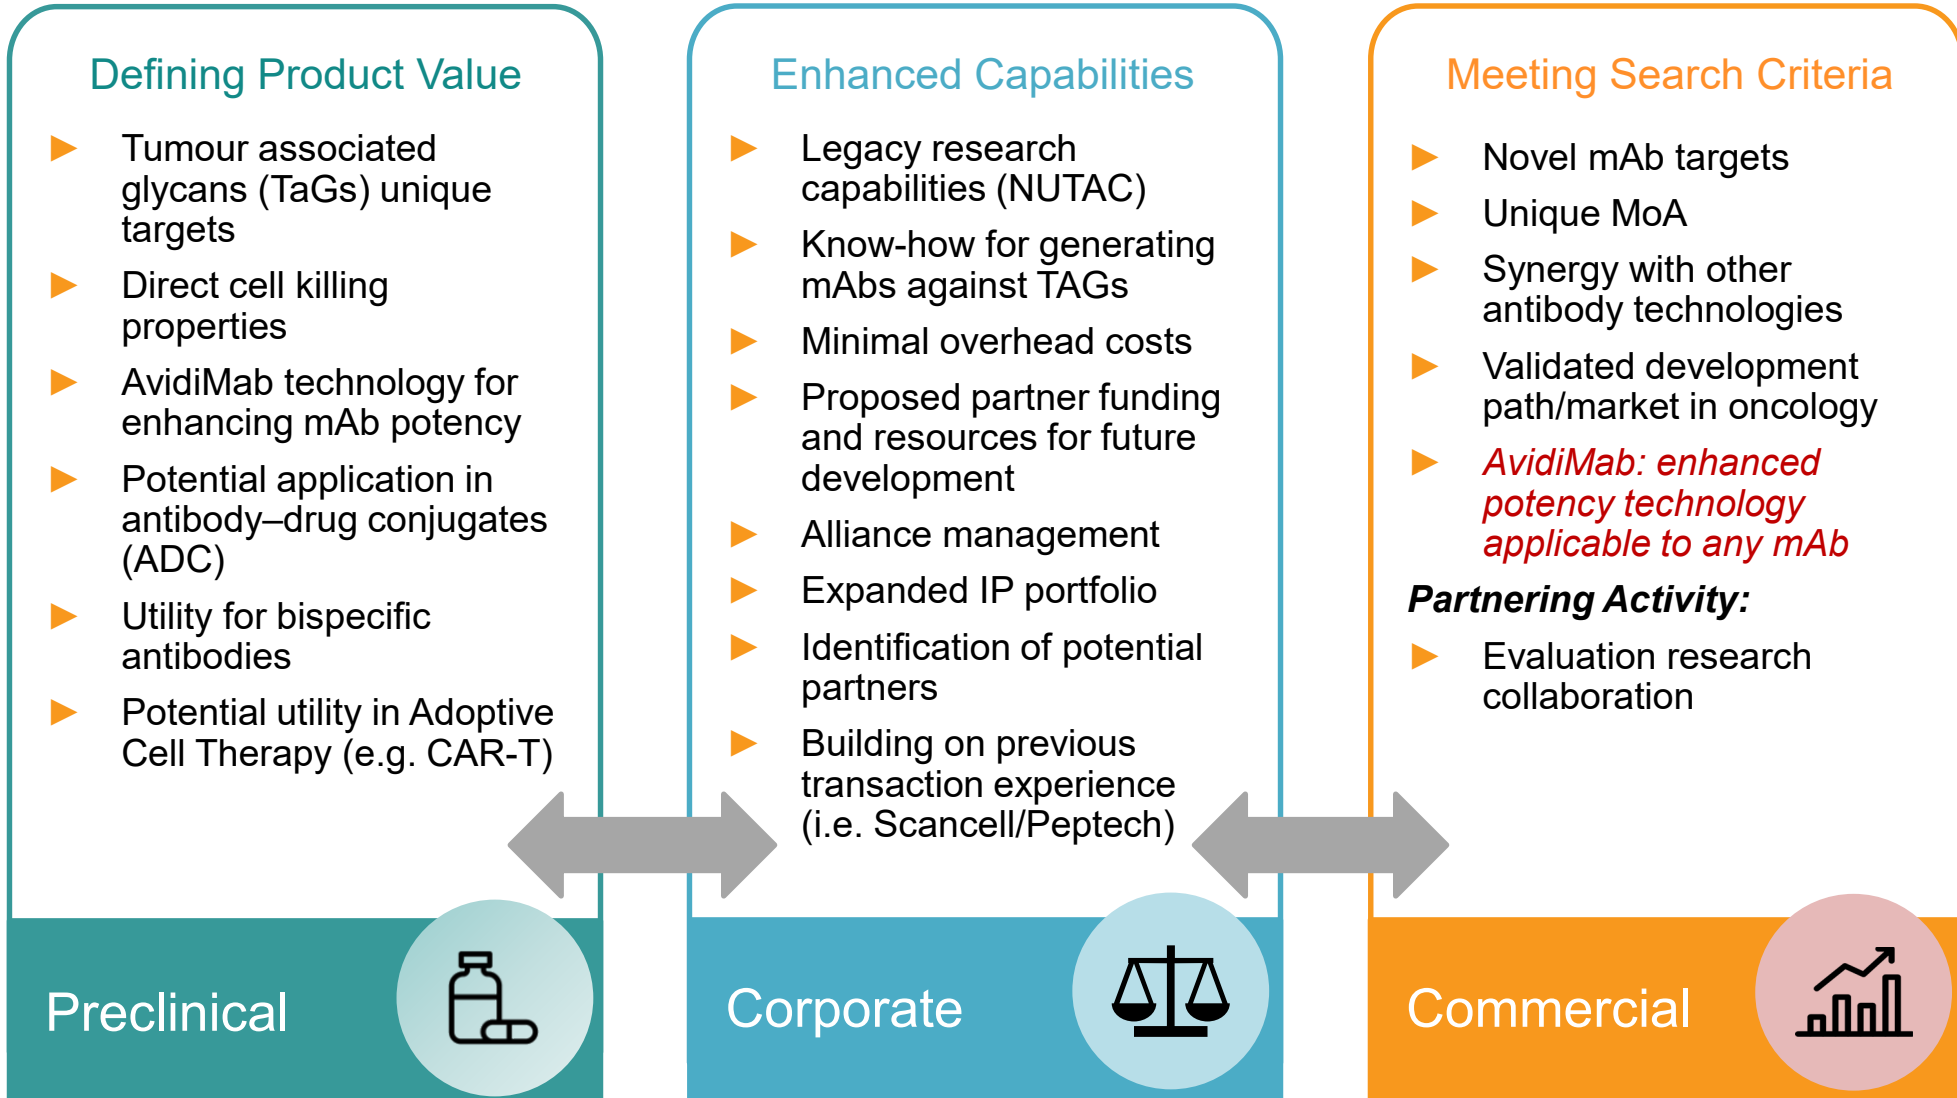 Defining Product Value
Tumour associated
glycans (TaGs) unique
targets
Direct cell killing
properties
AvidiMab technology for
enhancing mAb potency
Potential application in
antibody–drug conjugates
(ADC)
Utility for bispecific
antibodies
Potential utility in Adoptive
Cell Therapy (e.g. CAR-T)
Preclinical
Enhanced Capabilities
Legacy research
capabilities (NUTAC)
Know-how for generating
mAbs against TAGs
Minimal overhead costs
Proposed partner funding
and resources for future
development
Alliance management
Expanded IP portfolio
Identification of potential
partners
Building on previous
transaction experience
(i.e. Scancell/Peptech)
Corporate
Meeting Search Criteria
Novel mAb targets
Unique MoA
Synergy with other
antibody technologies
Validated development
path/market in oncology
AvidiMab: enhanced
potency technology
applicable to any mAb
Partnering Activity:
Evaluation research
collaboration
Commercial